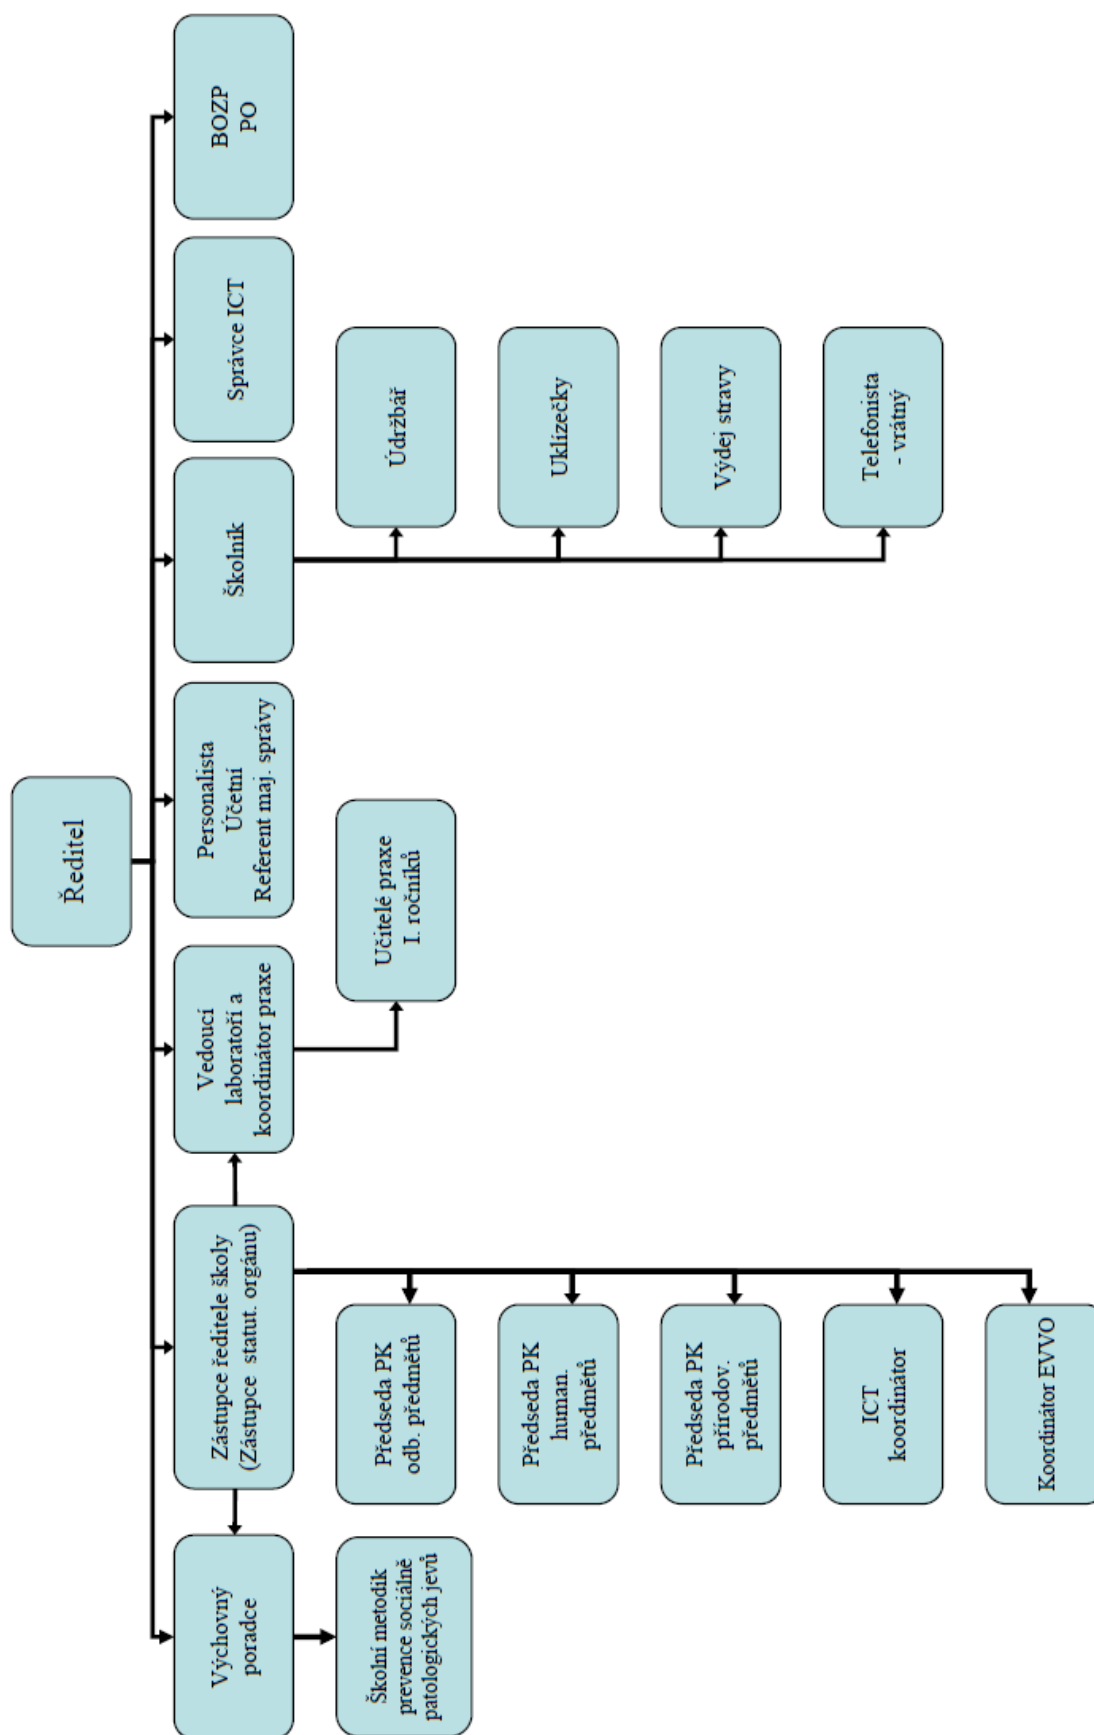 Ředitel
Výchovný
poradce
Zástupce ředitele školy
(Zástupce statut. orgánu)
Vedoucí
laboratoří a
koordinátor praxe
Personalista
Účetní
Referent maj. správy
Školník
Správce ICT
BOZP
PO
Školní metodik
prevence sociálně
patologických jevů
Předseda PK
odb. předmětů
Předseda PK
human.
předmětů
Předseda PK
přírodov.
předmětů
ICT
koordinátor
Koordinátor EVVO
Učitelé praxe
I. ročníků
Údržbář
Uklízečky
Výdej stravy
Telefonista
- vrátný